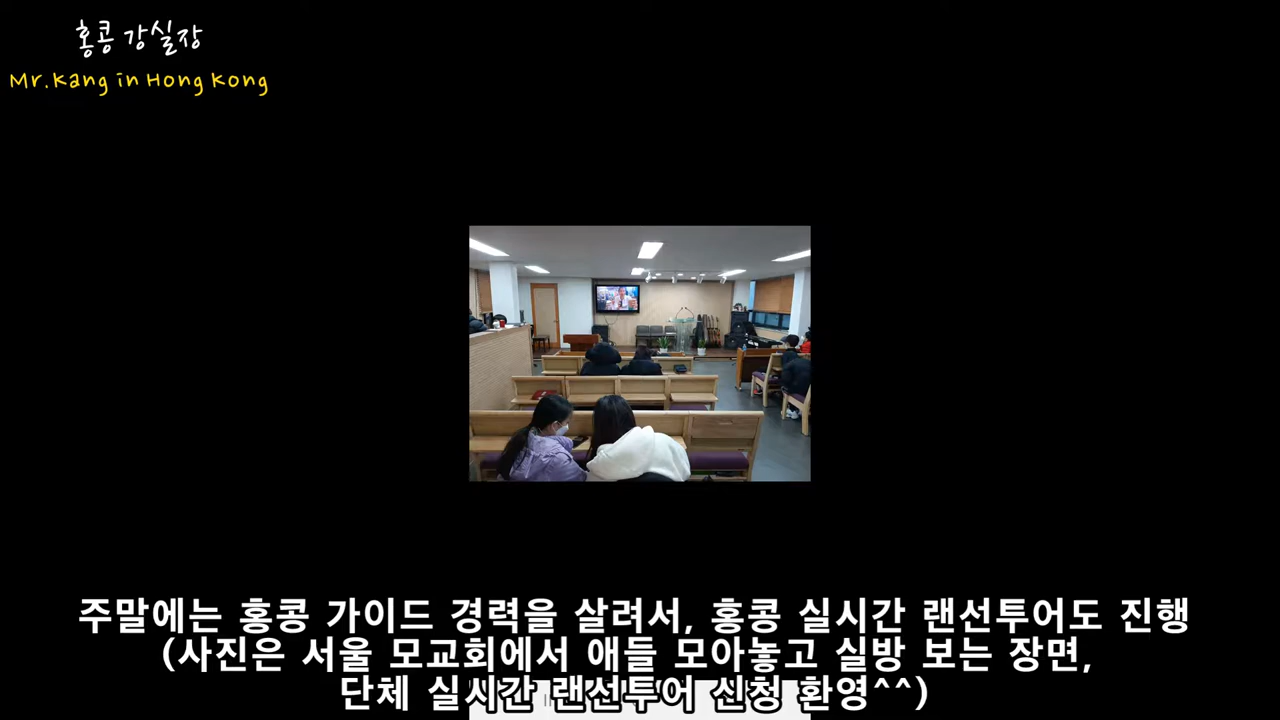 홍콩 강실장
Mr.Kang in Hong Kong
주말에는 홍콩 가이드 경력을 살려서, 홍콩 실시간 랜선투어도 진행
(사진은 서울 모교회에서 애들 모아놓고 실방 보는 장면,
단체 실시간 랜선투어 신청 환영^^)